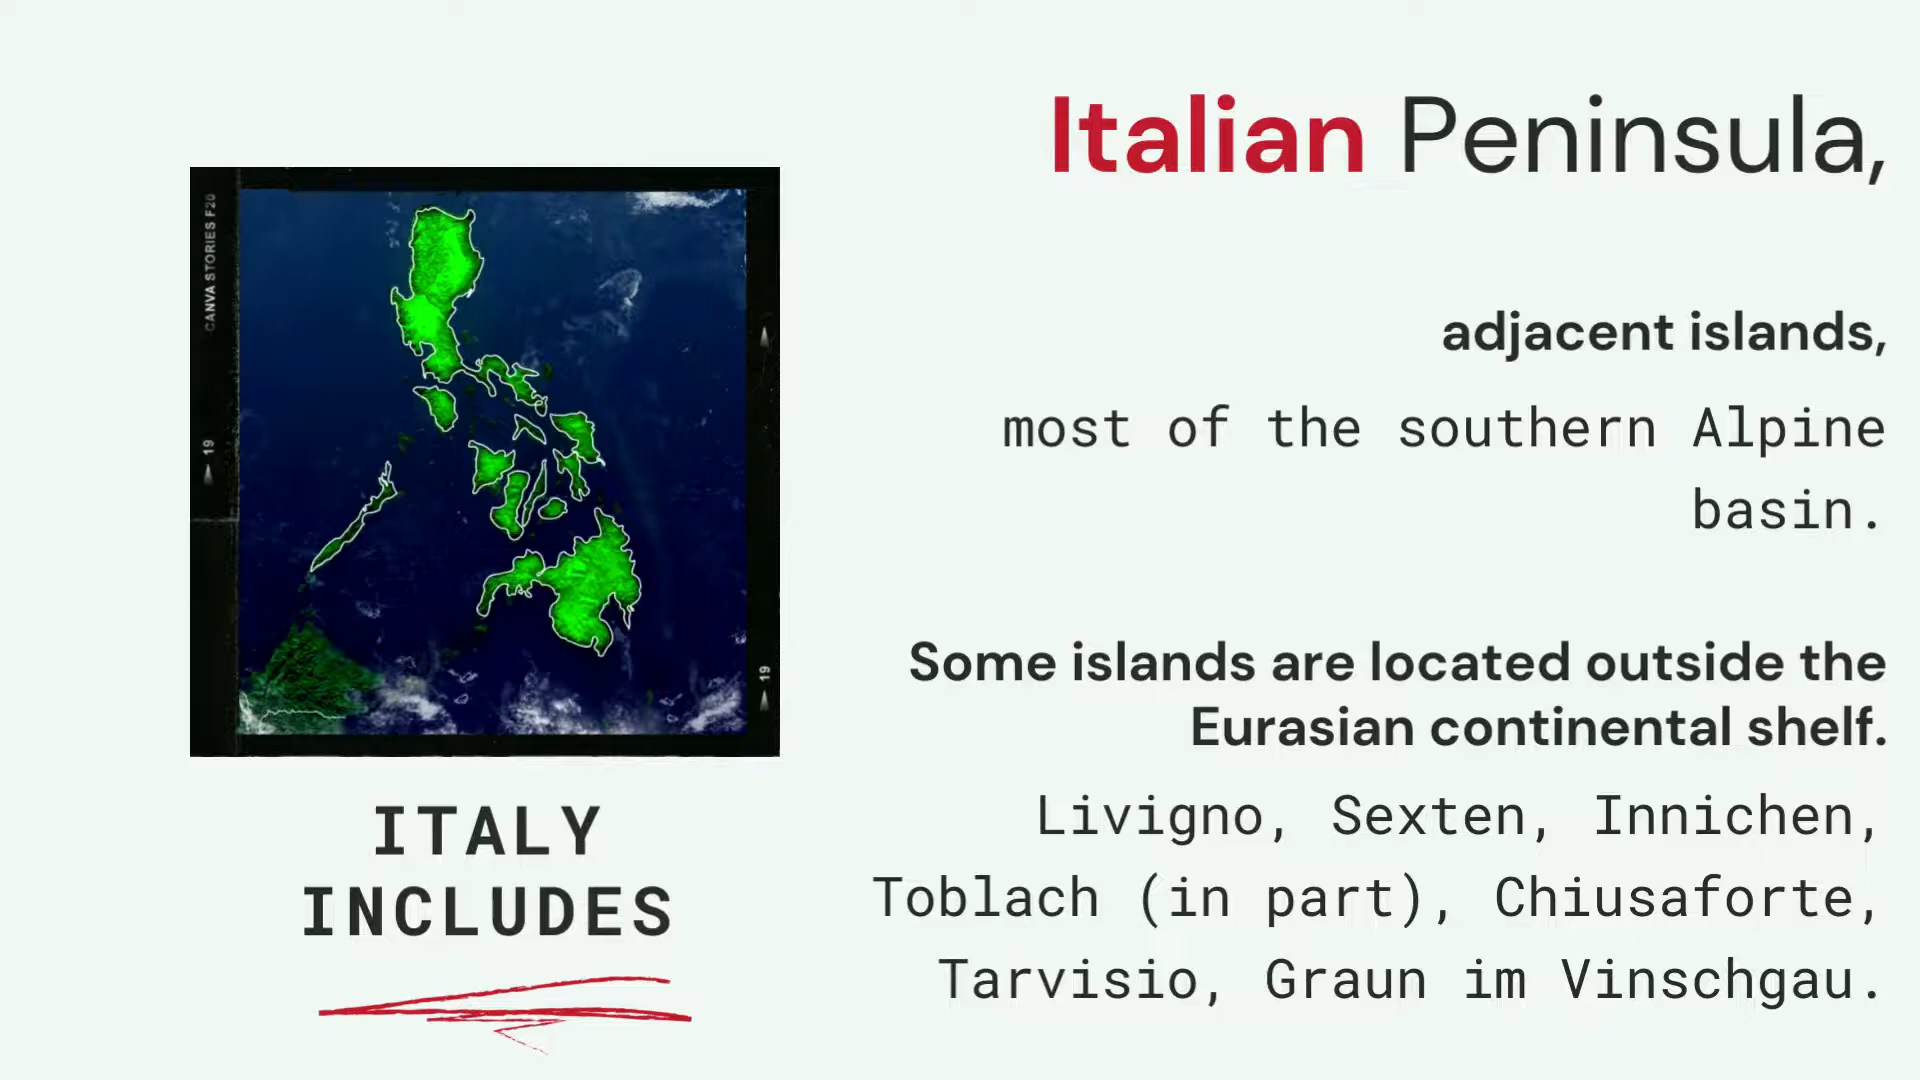 Italian Peninsula,
adjacent islands,
most of the southern Alpine
basin.
Some islands are located outside the
Eurasian continental shelf.
Livigno, Sexten, Innichen,
Toblach (in part), Chiusaforte,
Tarvisio, Graun im Vinschgau.
CANVA STORIES F20
19
19
ITALY
INCLUDES